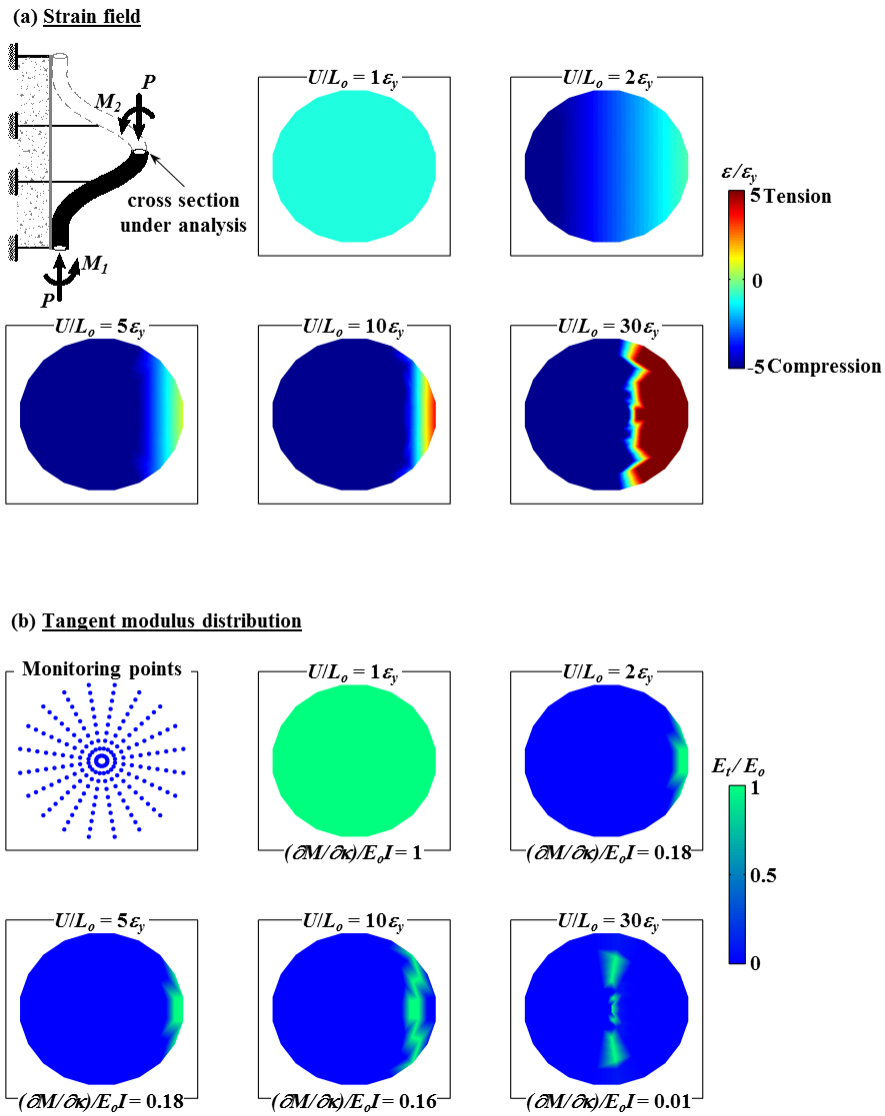 (a) Strain field
U/Lo = 1εy
U/Lo = 2εy
P
M2
cross section
under analysis
M1
P
ε/εy
5 Tension
0
-5 Compression
U/Lo = 5εy
U/Lo = 10εy
U/Lo = 30εy
(b) Tangent modulus distribution
Monitoring points
U/Lo = 1εy
U/Lo = 2εy
(∂M/∂κ)/EoI = 1
(∂M/∂κ)/EoI = 0.18
Et/Eo
1
0.5
0
U/Lo = 5εy
U/Lo = 10εy
U/Lo = 30εy
(∂M/∂κ)/EoI = 0.18
(∂M/∂κ)/EoI = 0.16
(∂M/∂κ)/EoI = 0.01